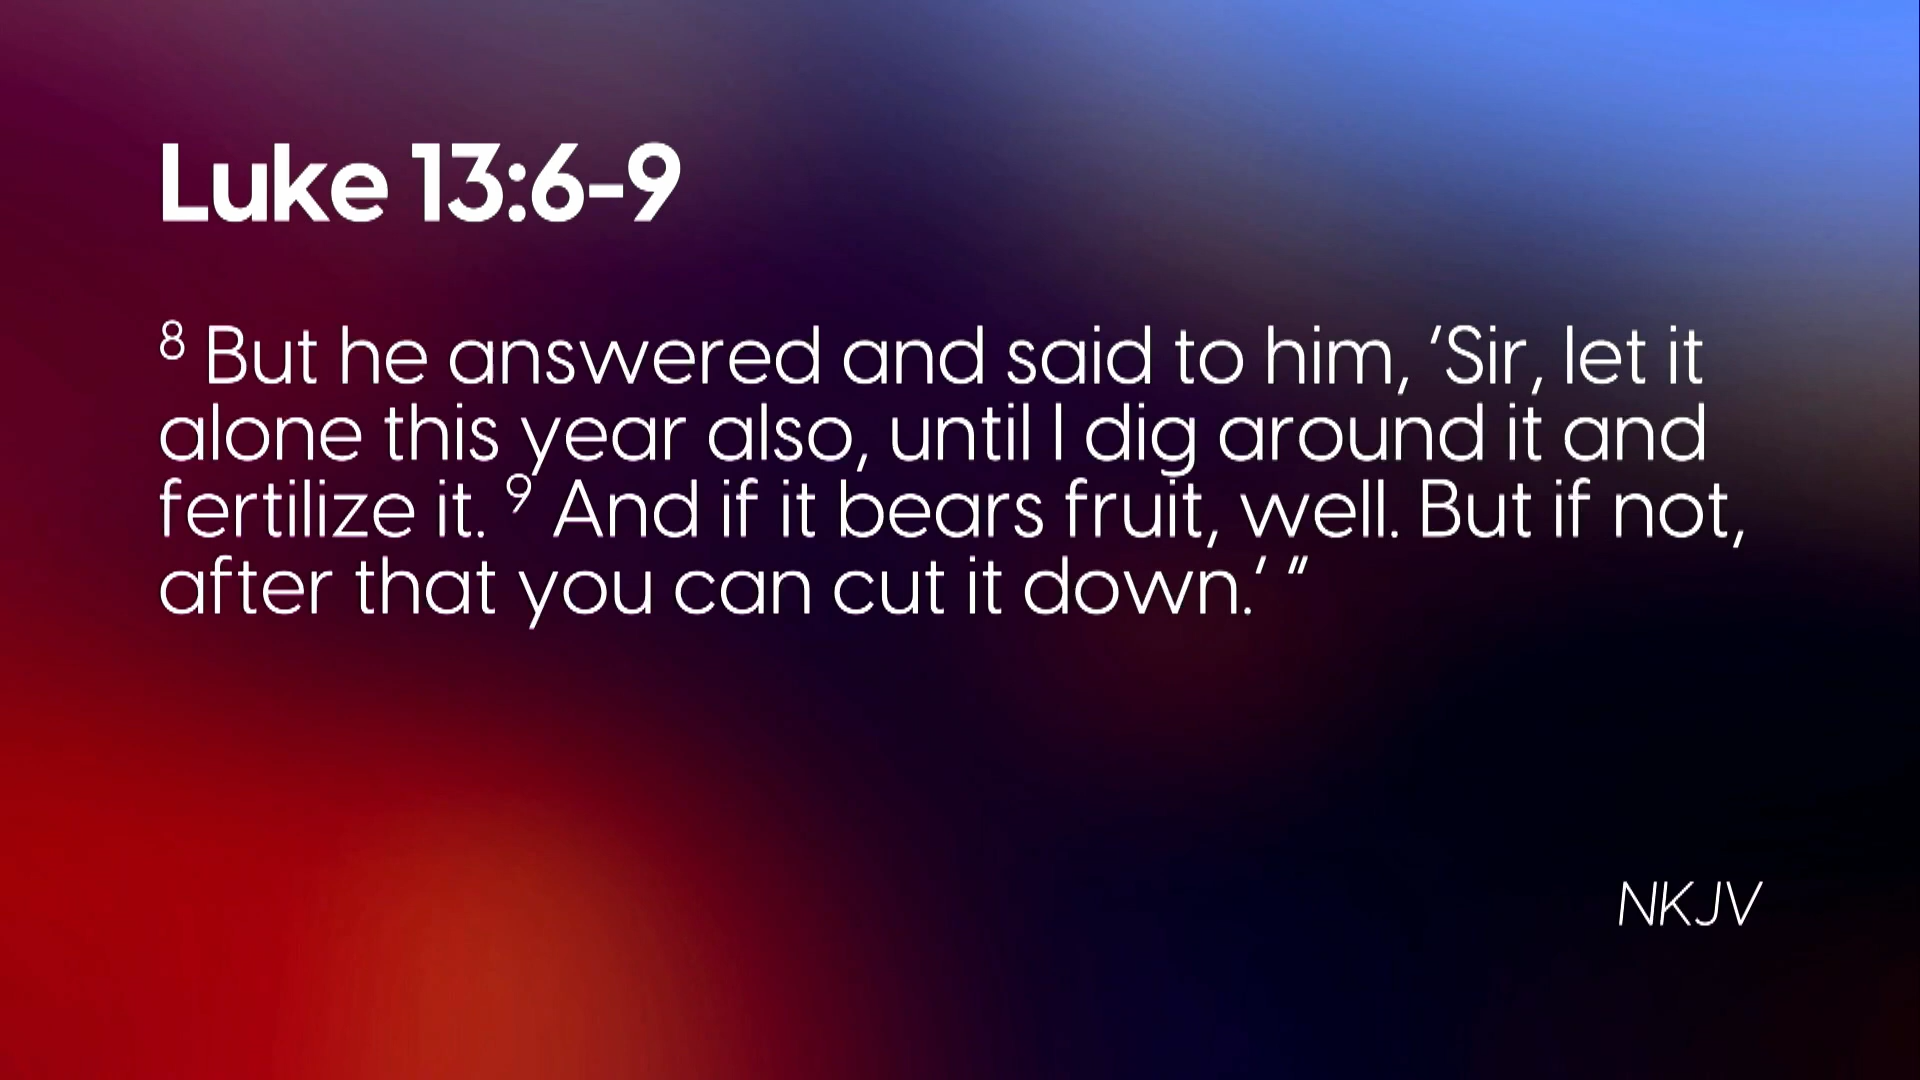 Luke 13:6-9
⁸ But he answered and said to him, ‘Sir, let it
alone this year also, until I dig around it and
fertilize it. ⁹ And if it bears fruit, well. But if not,
after that you can cut it down.’ ”
NKJV